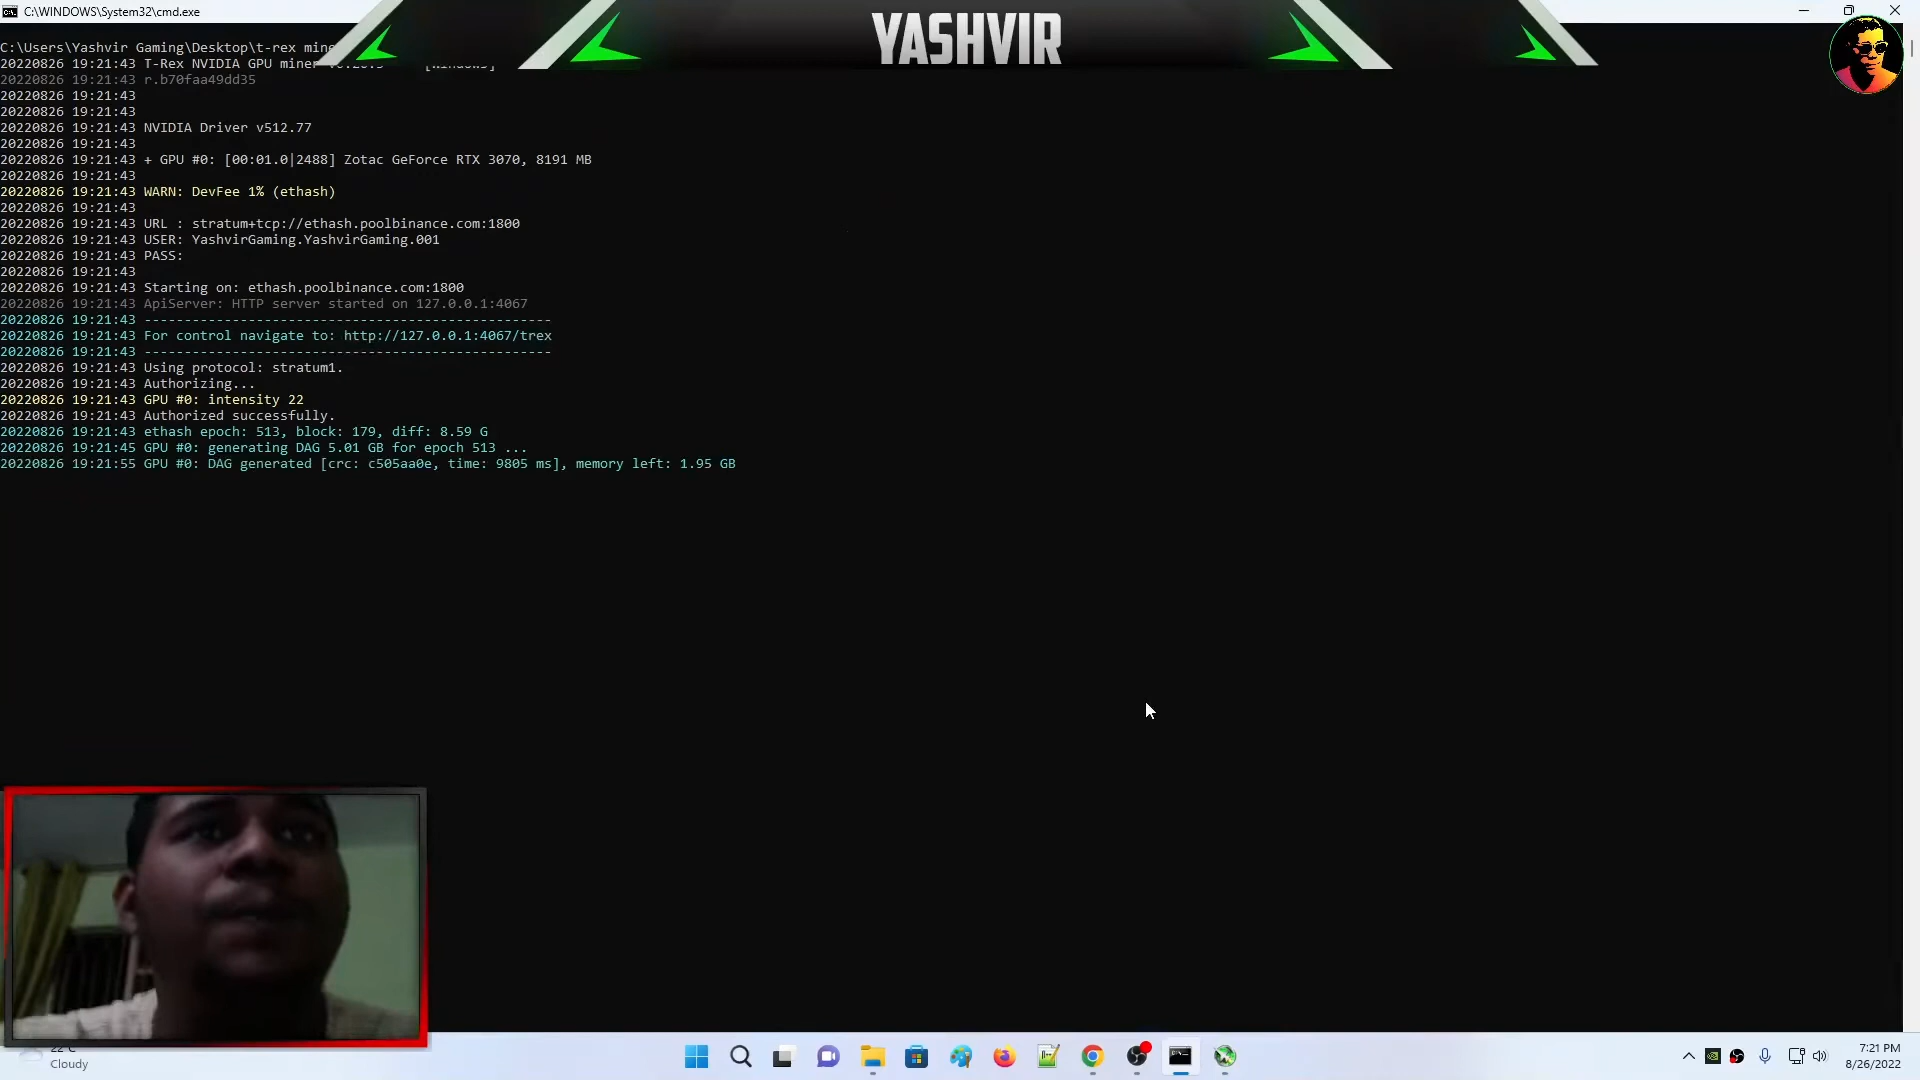 C:\WINDOWS\System32\cmd.exe
YASHVIR
C:\Users\Yashvir Gaming\Desktop\t-rex
20220826 19:21:43 T-Rex NVIDIA GPU miner
20220826 19:21:43 r.b70faa49dd35
20220826 19:21:43
20220826 19:21:43
20220826 19:21:43 NVIDIA Driver v512.77
20220826 19:21:43
20220826 19:21:43 + GPU #0: [00:01.0|2488] Zotac GeForce RTX 3070, 8191 MB
20220826 19:21:43
20220826 19:21:43 WARN: DevFee 1% (ethash)
20220826 19:21:43
20220826 19:21:43 URL : stratum+tcp://ethash.poolbinance.com:1800
20220826 19:21:43 USER: YashvirGaming.YashvirGaming.001
20220826 19:21:43 PASS:
20220826 19:21:43
20220826 19:21:43 Starting on: ethash.poolbinance.com:1800
20220826 19:21:43 ApiServer: HTTP server started on 127.0.0.1:4067
20220826 19:21:43 ---------------------------------------------------
20220826 19:21:43 For control navigate to: http://127.0.0.1:4067/trex
20220826 19:21:43 ---------------------------------------------------
20220826 19:21:43 Using protocol: stratum1.
20220826 19:21:43 Authorizing...
20220826 19:21:43 GPU #0: intensity 22
20220826 19:21:43 Authorized successfully.
20220826 19:21:43 ethash epoch: 513, block: 179, diff: 8.59 G
20220826 19:21:45 GPU #0: generating DAG 5.01 GB for epoch 513 ...
20220826 19:21:55 GPU #0: DAG generated [crc: c505aa0e, time: 9805 ms], memory left: 1.95 GB
22°C
Cloudy
7:21 PM
8/26/2022